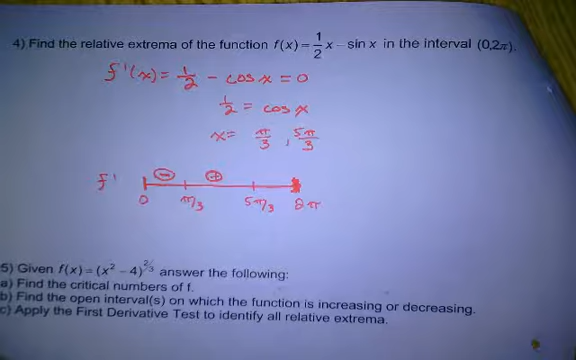 4) Find the relative extrema of the function f(x) = 1/2 x - sin x in the interval (0,2π).
f'(x) = 1/2 - cos x = 0
1/2 = cos x
x = π/3 , 5π/3
f' ⊖ ⊕
0 π/3 5π/3 2π
5) Given f(x) = (x² - 4)^2/3 answer the following:
a) Find the critical numbers of f.
b) Find the open interval(s) on which the function is increasing or decreasing.
c) Apply the First Derivative Test to identify all relative extrema.